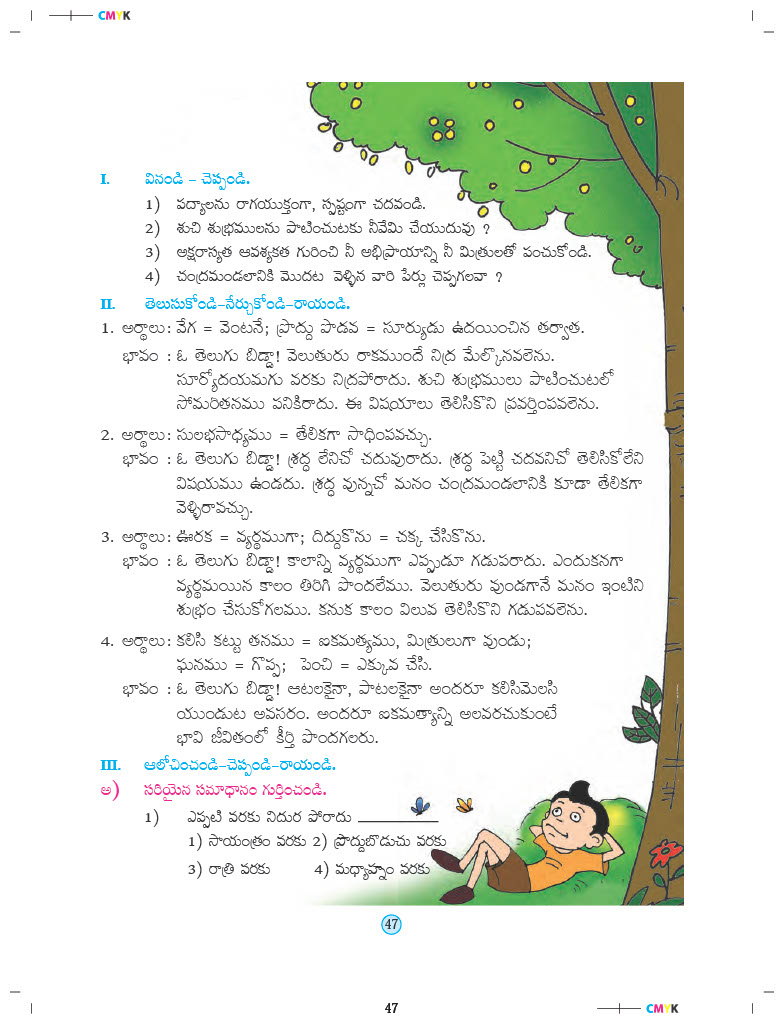 CMYK
I. వినండి – చెప్పండి.
1) పద్యాలను రాగయుక్తంగా, స్పష్టంగా చదవండి.
2) శుచి శుభ్రములను పాటించుటకు నీవేమి చేయుదువు ?
3) అక్షరాస్యత ఆవశ్యకత గురించి నీ అభిప్రాయాన్ని నీ మిత్రులతో పంచుకోండి.
4) చంద్రమండలానికి మొదట వెళ్ళిన వారి పేర్లు చెప్పగలవా ?
II. తెలుసుకోండి–నేర్చుకోండి–రాయండి.
1. అర్థాలు : వేగ = వెంటనే; ప్రొద్దు పొడవ = సూర్యుడు ఉదయించిన తర్వాత.
భావం : ఓ తెలుగు బిడ్డా! వెలుతురు రాకముందే నిద్ర మేల్కొనవలెను.
సూర్యోదయమగు వరకు నిద్రపోరాదు. శుచి శుభ్రములు పాటించుటలో
సోమరితనము పనికిరాదు. ఈ విషయాలు తెలిసికొని ప్రవర్తింపవలెను.
2. అర్థాలు : సులభసాధ్యము = తేలికగా సాధింపవచ్చు.
భావం : ఓ తెలుగు బిడ్డా! శ్రద్ధ లేనిచో చదువురాదు. శ్రద్ధ పెట్టి చదవనిచో తెలిసికోలేని
విషయము ఉండదు. శ్రద్ధ వున్నచో మనం చంద్రమండలానికి కూడా తేలికగా
వెళ్ళిరావచ్చు.
3. అర్థాలు : ఊరక = వ్యర్థముగా; దిద్దుకొను = చక్క చేసికొను.
భావం : ఓ తెలుగు బిడ్డా! కాలాన్ని వ్యర్థముగా ఎప్పుడూ గడుపరాదు. ఎందుకనగా
వ్యర్థమయిన కాలం తిరిగి పొందలేము. వెలుతురు వుండగానే మనం ఇంటిని
శుభ్రం చేసుకోగలము. కనుక కాలం విలువ తెలిసికొని గడుపవలెను.
4. అర్థాలు : కలిసి కట్టు తనము = ఐకమత్యము, మిత్రులుగా వుండు;
ఘనము = గొప్ప; పెంచి = ఎక్కువ చేసి.
భావం : ఓ తెలుగు బిడ్డా! ఆటలకైనా, పాటలకైనా అందరూ కలిసిమెలసి
యుండుట అవసరం. అందరూ ఐకమత్యాన్ని అలవరచుకుంటే
భావి జీవితంలో కీర్తి పొందగలరు.
III. ఆలోచించండి–చెప్పండి–రాయండి.
అ) సరియైన సమాధానం గుర్తించండి.
1) ఎప్పటి వరకు నిదుర పోరాదు __________
1) సాయంత్రం వరకు 2) ప్రొద్దుబొడుచు వరకు
3) రాత్రి వరకు 4) మధ్యాహ్నం వరకు
47
47
CMYK